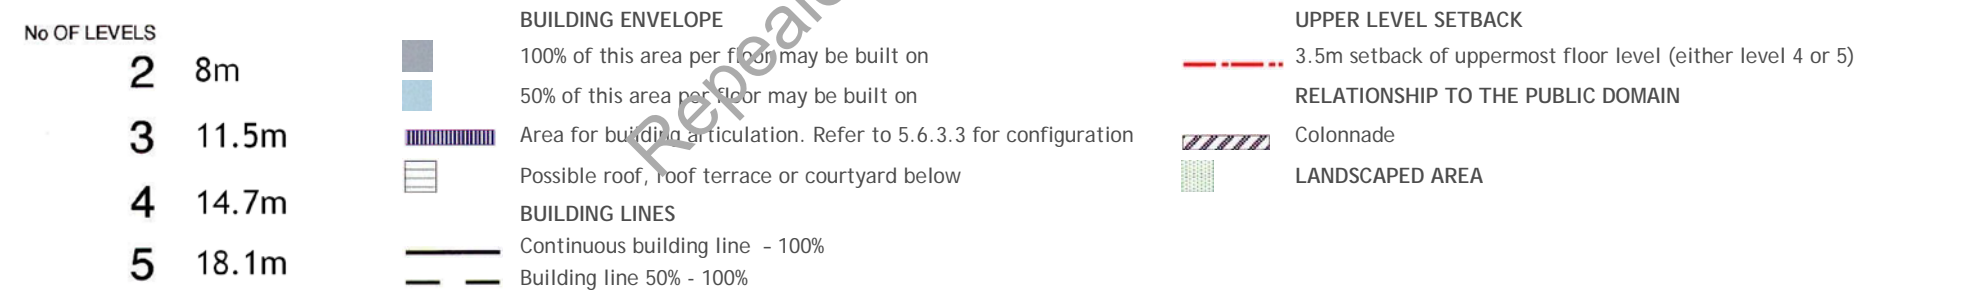 No OF LEVELS
2 8m
3 11.5m
4 14.7m
5 18.1m
BUILDING ENVELOPE
100% of this area per floor may be built on
50% of this area per floor may be built on
Area for building articulation. Refer to 5.6.3.3 for configuration
Possible roof, roof terrace or courtyard below
BUILDING LINES
Continuous building line – 100%
Building line 50% - 100%
UPPER LEVEL SETBACK
3.5m setback of uppermost floor level (either level 4 or 5)
RELATIONSHIP TO THE PUBLIC DOMAIN
Colonnade
LANDSCAPED AREA